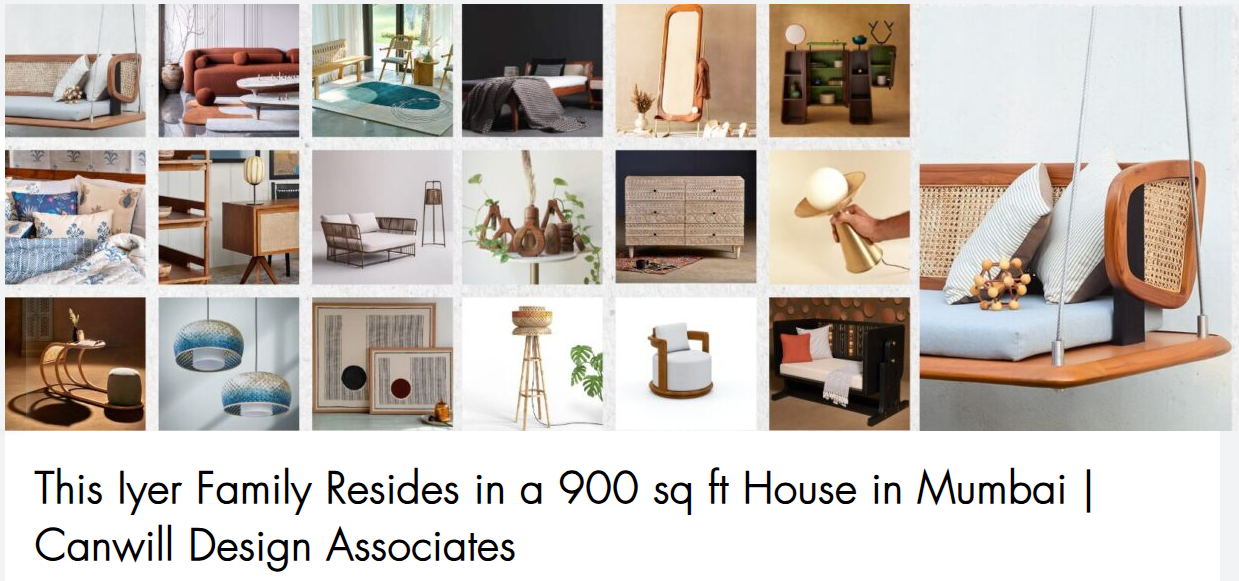 This Iyer Family Resides in a 900 sq ft House in Mumbai |
Canwill Design Associates